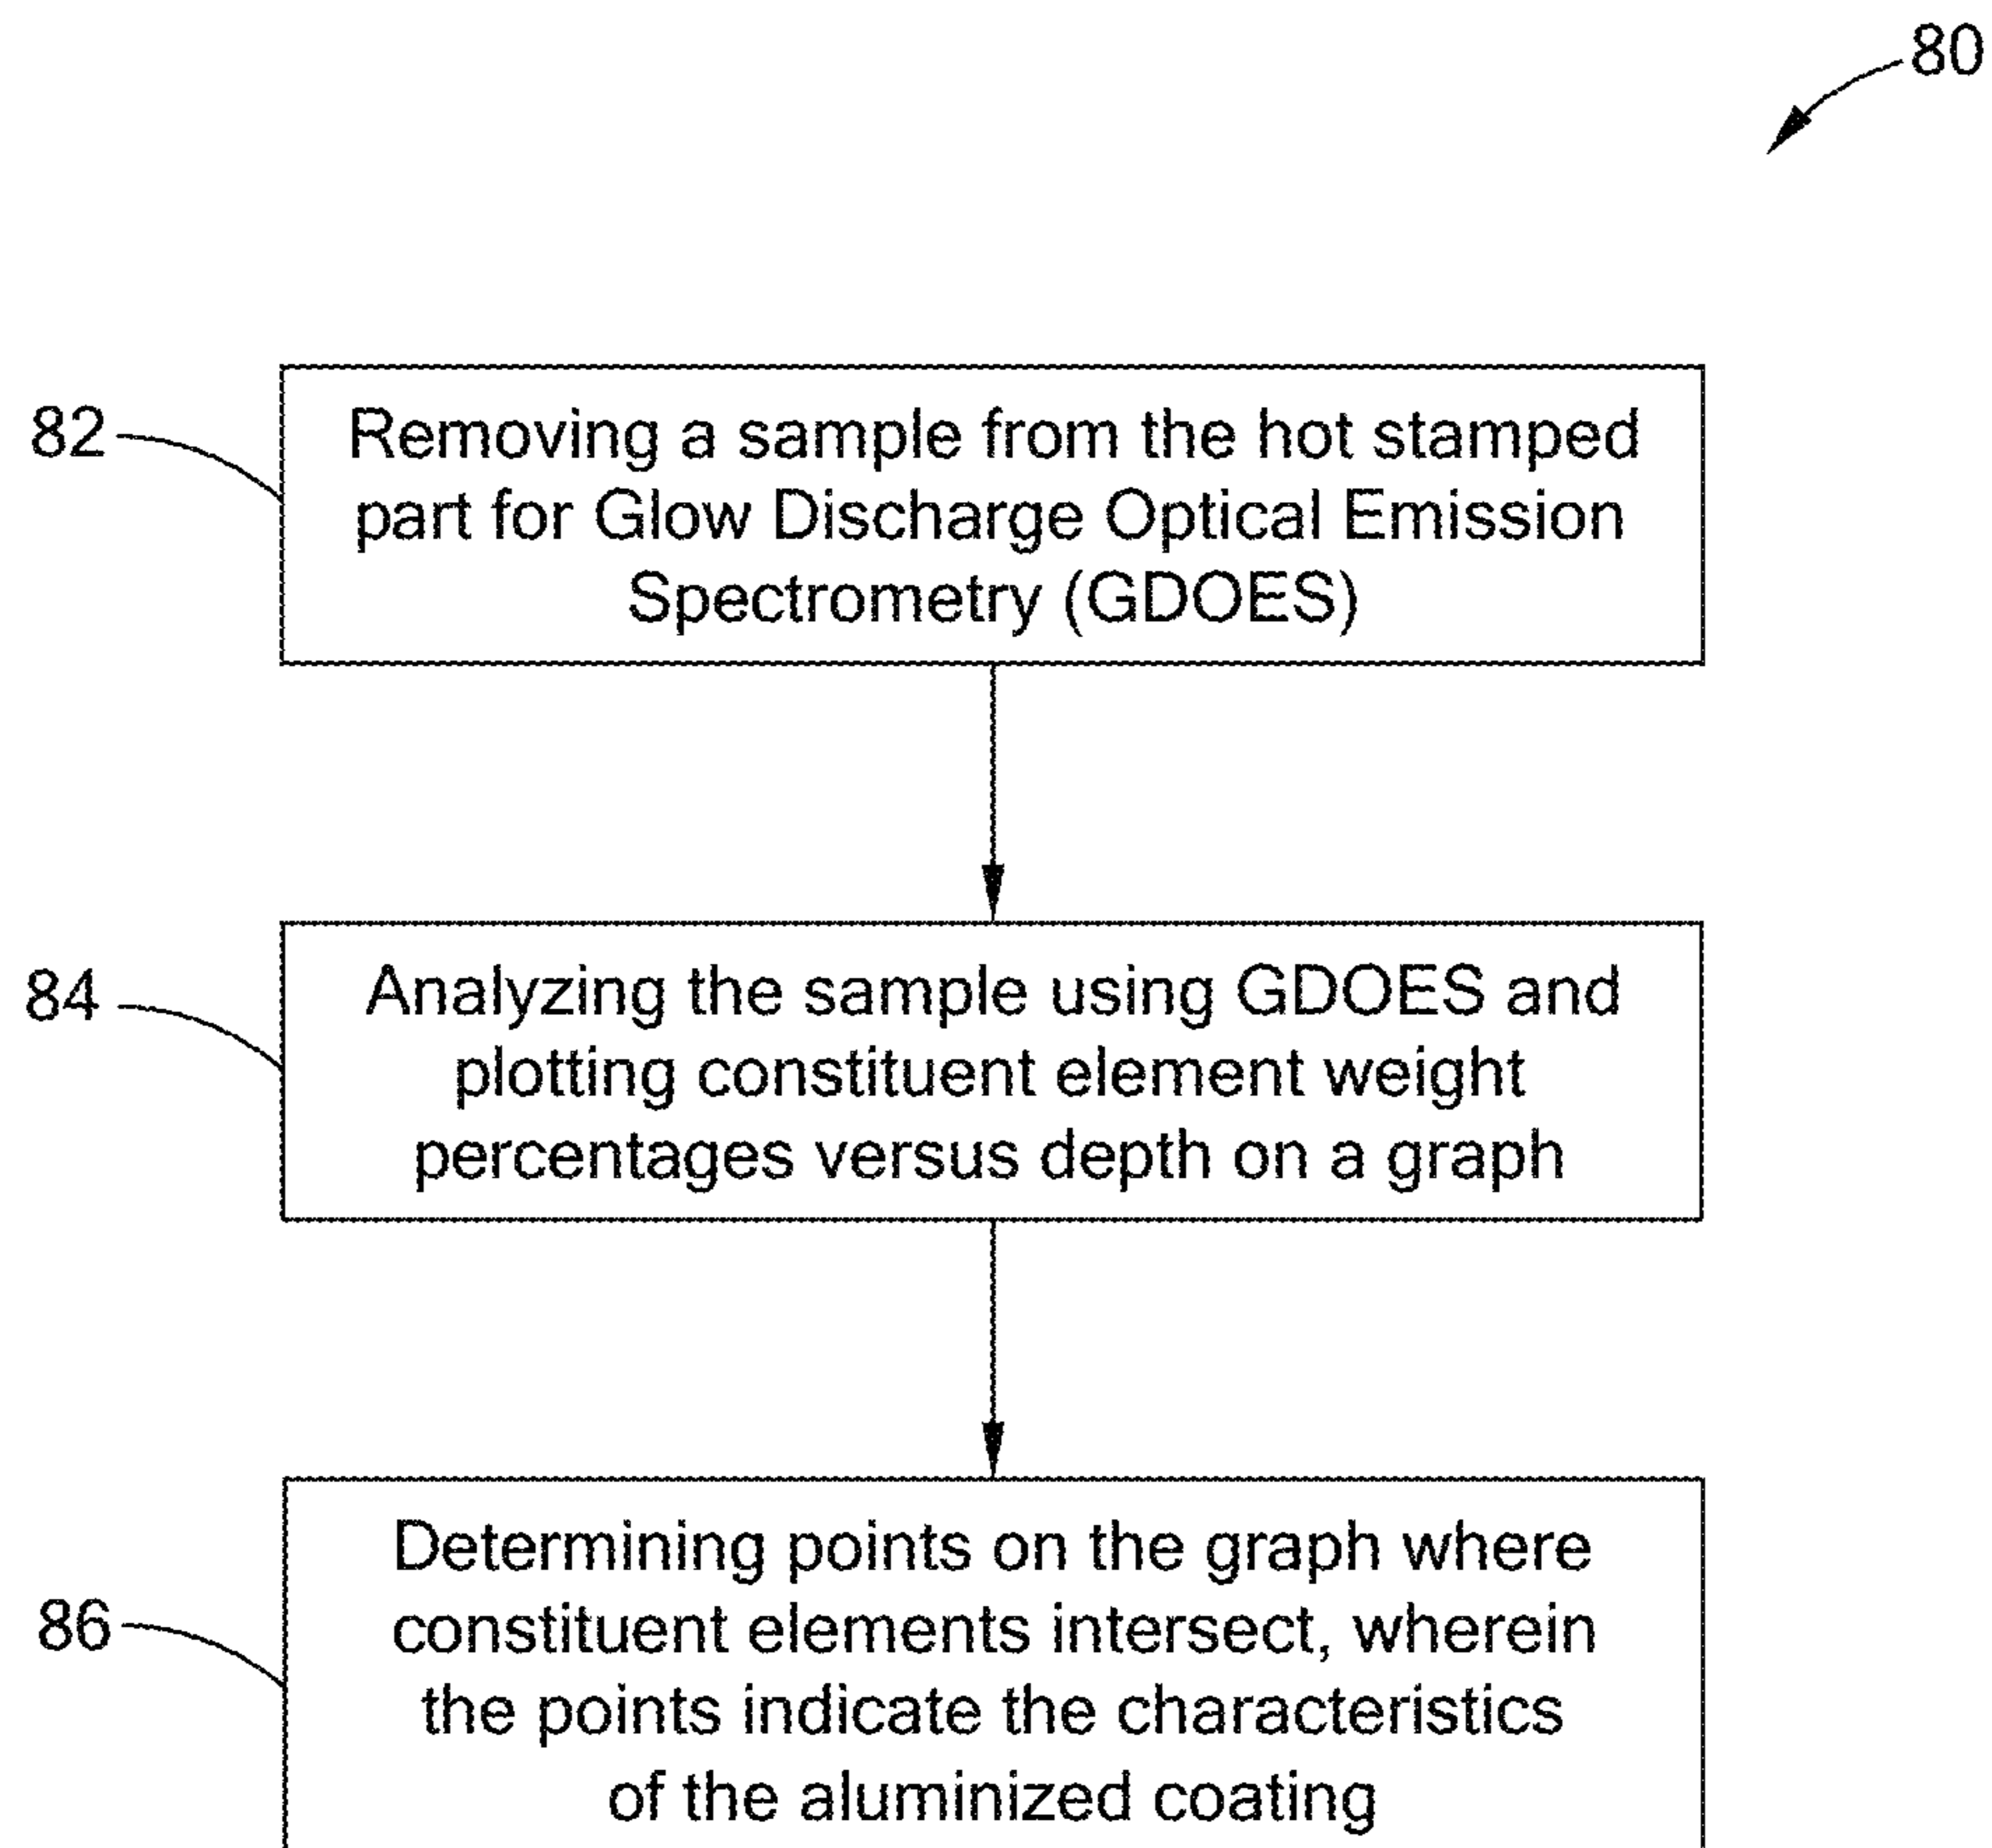 80
82
Removing a sample from the hot stamped
part for Glow Discharge Optical Emission
Spectrometry (GDOES)
84
Analyzing the sample using GDOES and
plotting constituent element weight
percentages versus depth on a graph
86
Determining points on the graph where
constituent elements intersect, wherein
the points indicate the characteristics
of the aluminized coating